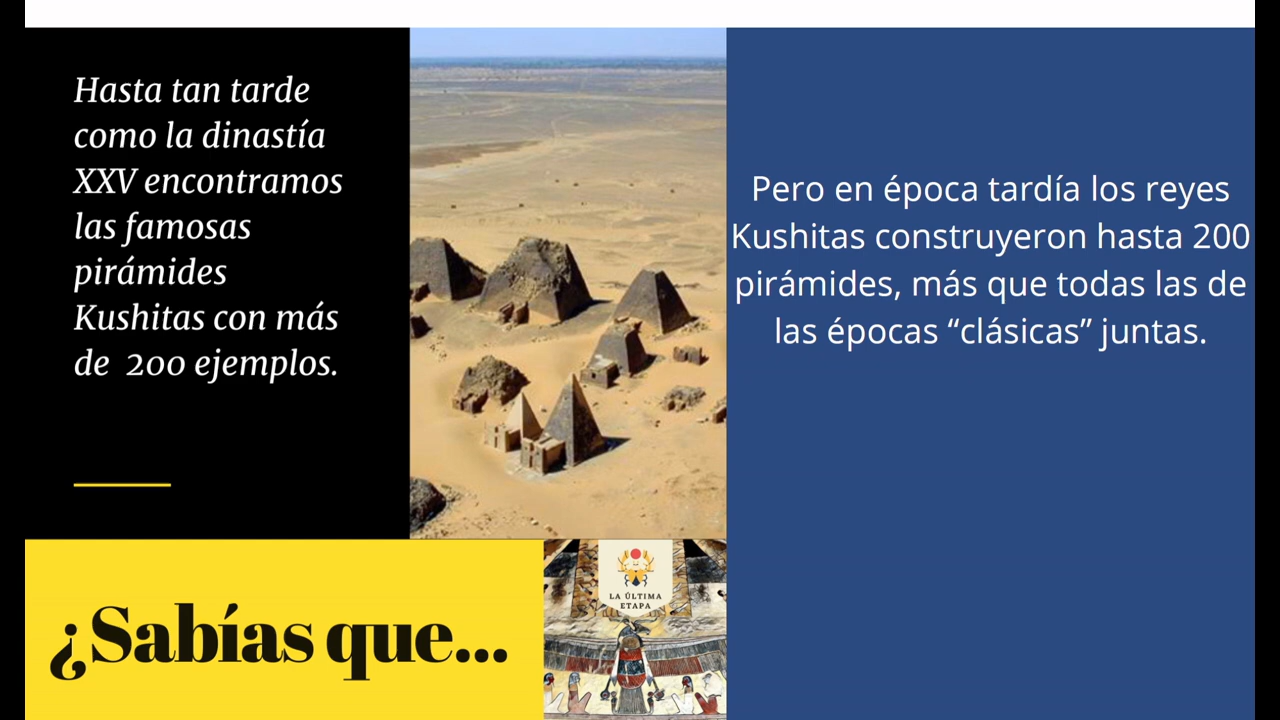 Hasta tan tarde
como la dinastía
XXV encontramos
las famosas
pirámides
Kushitas con más
de  200 ejemplos.
Pero en época tardía los reyes
Kushitas construyeron hasta 200
pirámides, más que todas las de
las épocas “clásicas” juntas.
¿Sabías que...
LA ÚLTIMA
ETAPA